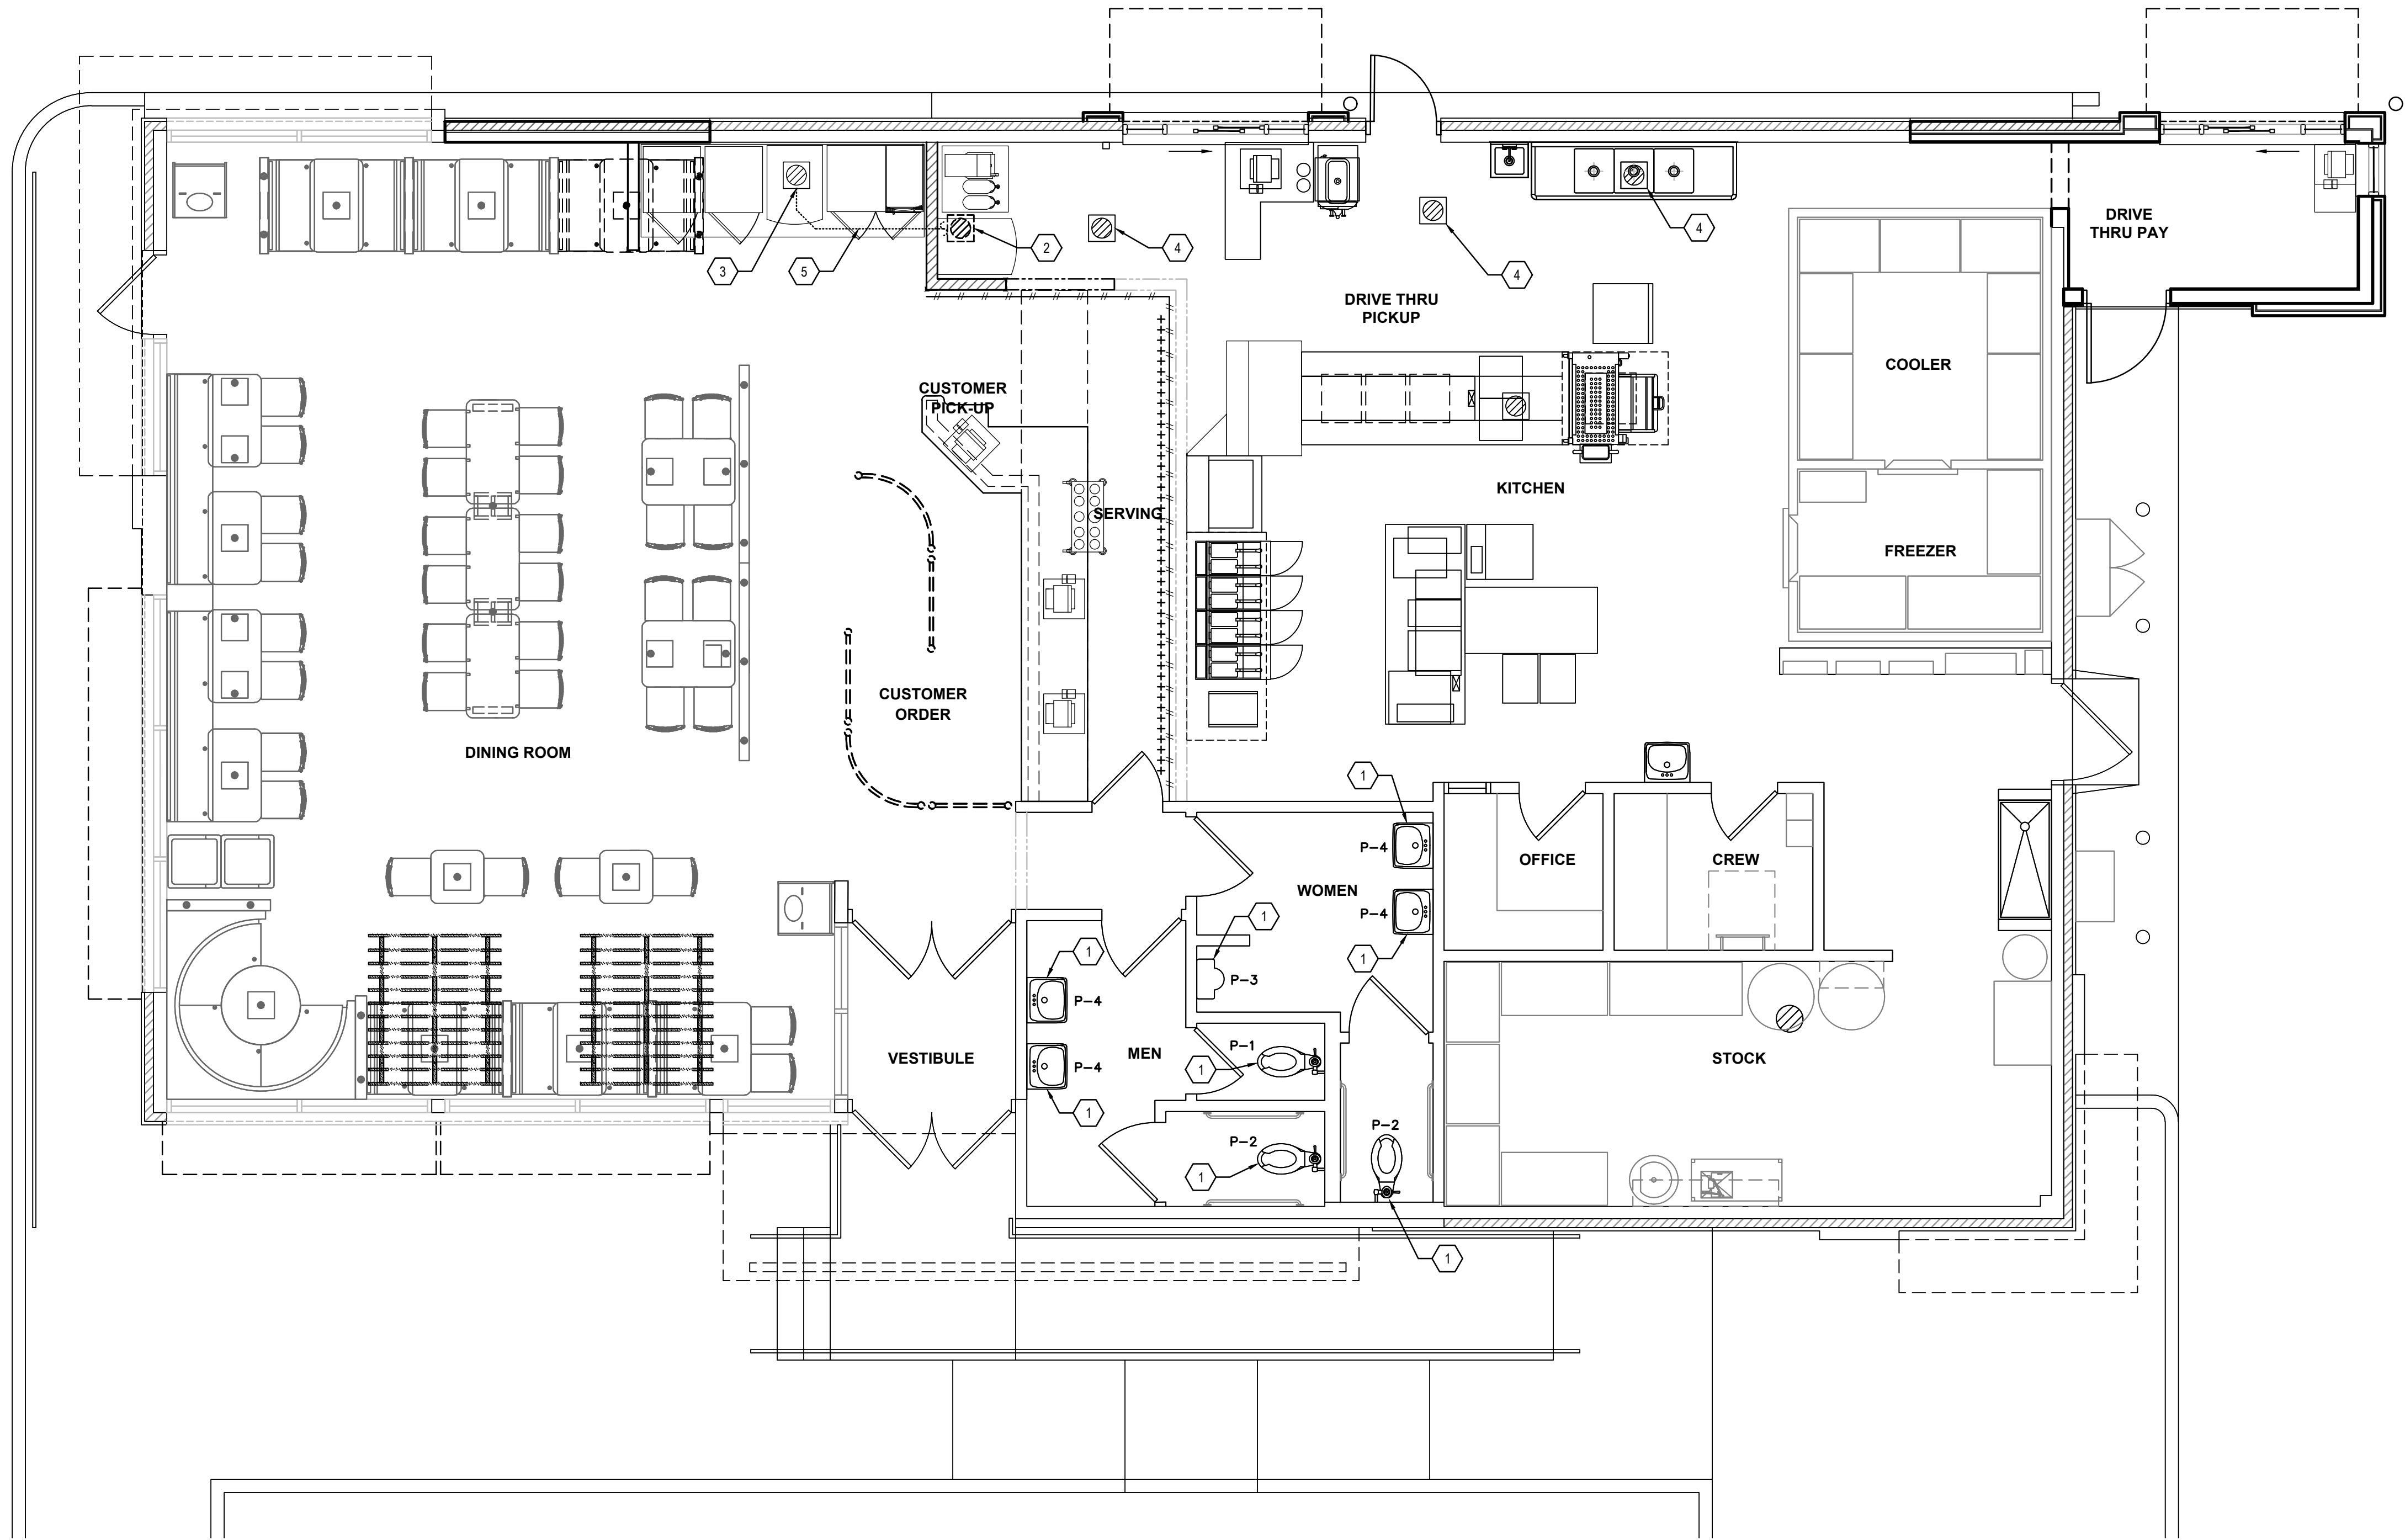 DRIVE
THRU PAY
3
5
2
4
4
4
DRIVE THRU
PICKUP
COOLER
CUSTOMER
PICK-UP
KITCHEN
SERVING
FREEZER
CUSTOMER
ORDER
DINING ROOM
1
P-4
OFFICE
CREW
WOMEN
P-4
1
1
1
P-3
P-4
1
P-1
MEN
VESTIBULE
STOCK
P-4
1
1
P-2
P-2
1
1